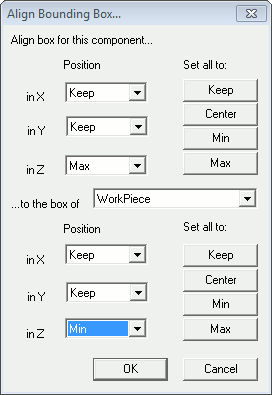 Align Bounding Box...
Align box for this component...
Position Set all to:
in X Keep Keep
Center
in Y Keep Min
in Z Max Max
...to the box of WorkPiece
Position Set all to:
in X Keep Keep
Center
in Y Keep Min
in Z Min Max
OK Cancel